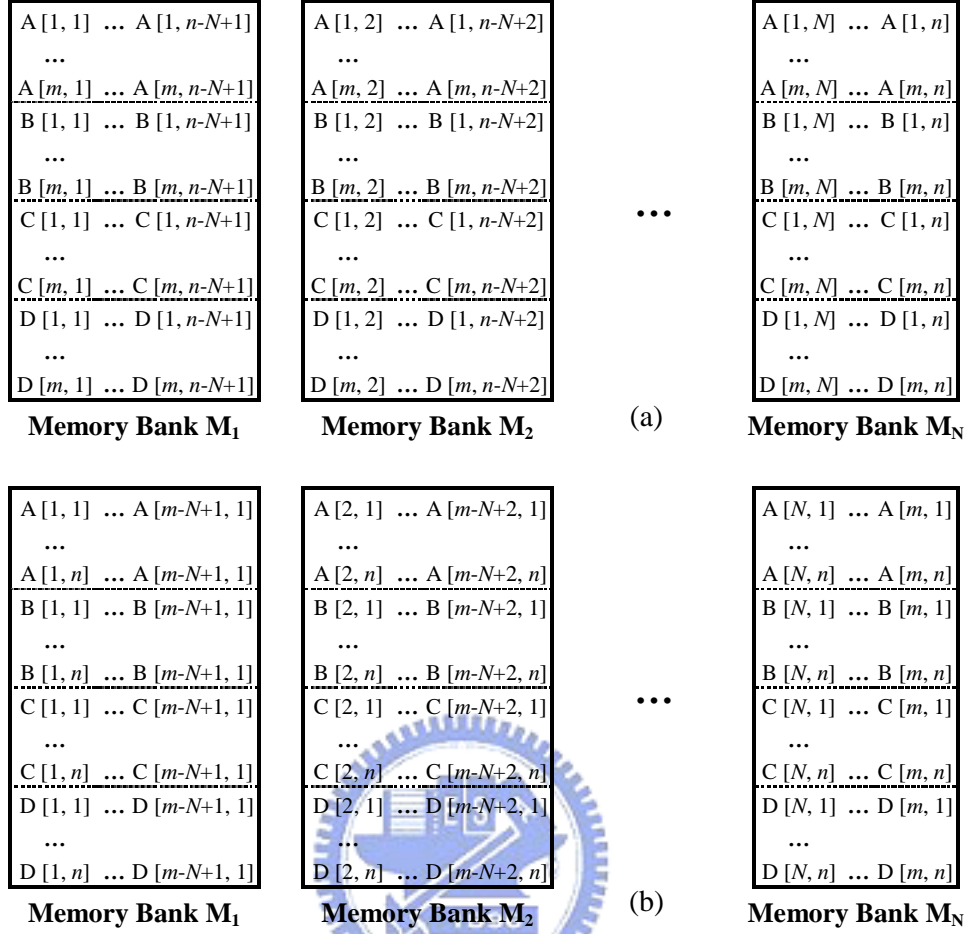 A [1, 1] … A [1, n-N+1]
…
A [m, 1] … A [m, n-N+1]
B [1, 1] … B [1, n-N+1]
…
B [m, 1] … B [m, n-N+1]
C [1, 1] … C [1, n-N+1]
…
C [m, 1] … C [m, n-N+1]
D [1, 1] … D [1, n-N+1]
…
D [m, 1] … D [m, n-N+1]
Memory Bank M1
A [1, 2] … A [1, n-N+2]
…
A [m, 2] … A [m, n-N+2]
B [1, 2] … B [1, n-N+2]
…
B [m, 2] … B [m, n-N+2]
C [1, 2] … C [1, n-N+2]
…
C [m, 2] … C [m, n-N+2]
D [1, 2] … D [1, n-N+2]
…
D [m, 2] … D [m, n-N+2]
Memory Bank M2
…
(a)
A [1, N] … A [1, n]
…
A [m, N] … A [m, n]
B [1, N] … B [1, n]
…
B [m, N] … B [m, n]
C [1, N] … C [1, n]
…
C [m, N] … C [m, n]
D [1, N] … D [1, n]
…
D [m, N] … D [m, n]
Memory Bank MN
A [1, 1] … A [m-N+1, 1]
…
A [1, n] … A [m-N+1, 1]
B [1, 1] … B [m-N+1, 1]
…
B [1, n] … B [m-N+1, 1]
C [1, 1] … C [m-N+1, 1]
…
C [1, n] … C [m-N+1, 1]
D [1, 1] … D [m-N+1, 1]
…
D [1, n] … D [m-N+1, 1]
Memory Bank M1
A [2, 1] … A [m-N+2, 1]
…
A [2, n] … A [m-N+2, n]
B [2, 1] … B [m-N+2, 1]
…
B [2, n] … B [m-N+2, n]
C [2, 1] … C [m-N+2, 1]
…
C [2, n] … C [m-N+2, n]
D [2, 1] … D [m-N+2, 1]
…
D [2, n] … D [m-N+2, n]
Memory Bank M2
…
(b)
A [N, 1] … A [m, 1]
…
A [N, n] … A [m, n]
B [N, 1] … B [m, 1]
…
B [N, n] … B [m, n]
C [N, 1] … C [m, 1]
…
C [N, n] … C [m, n]
D [N, 1] … D [m, 1]
…
D [N, n] … D [m, n]
Memory Bank MN